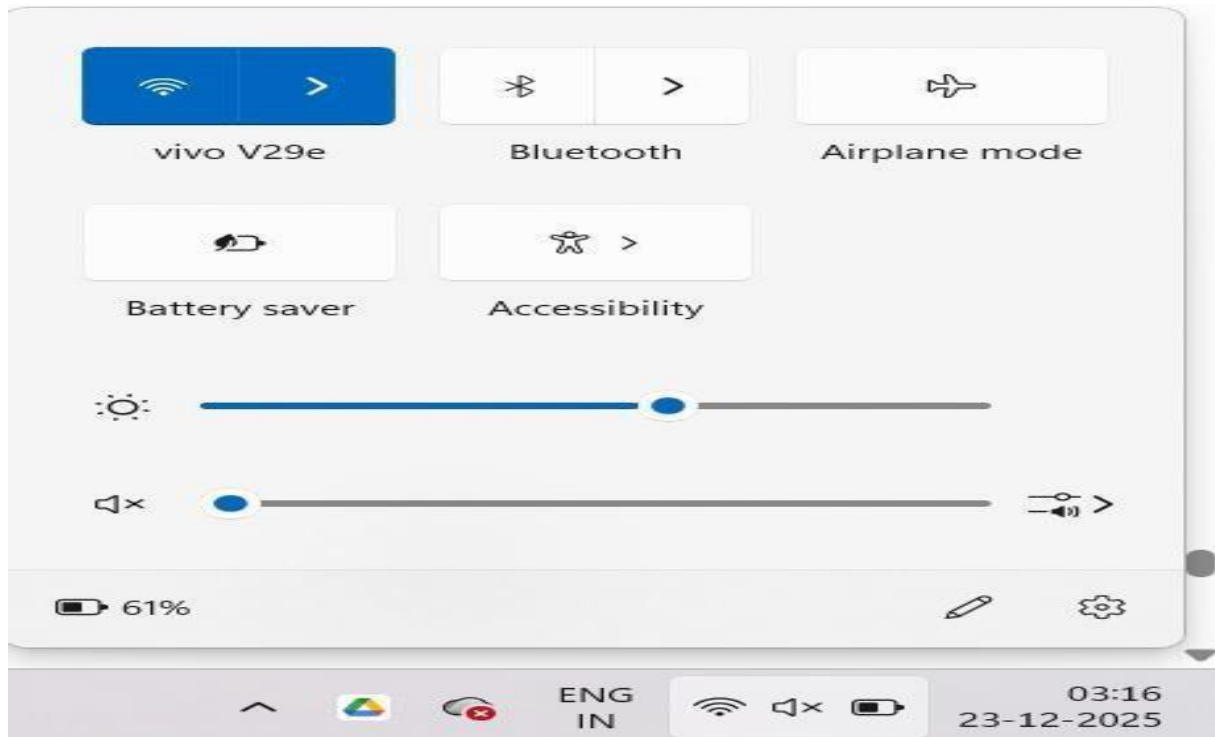 vivo V29e
Bluetooth
Airplane mode
Battery saver
Accessibility
61%
ENG
IN
03:16
23-12-2025